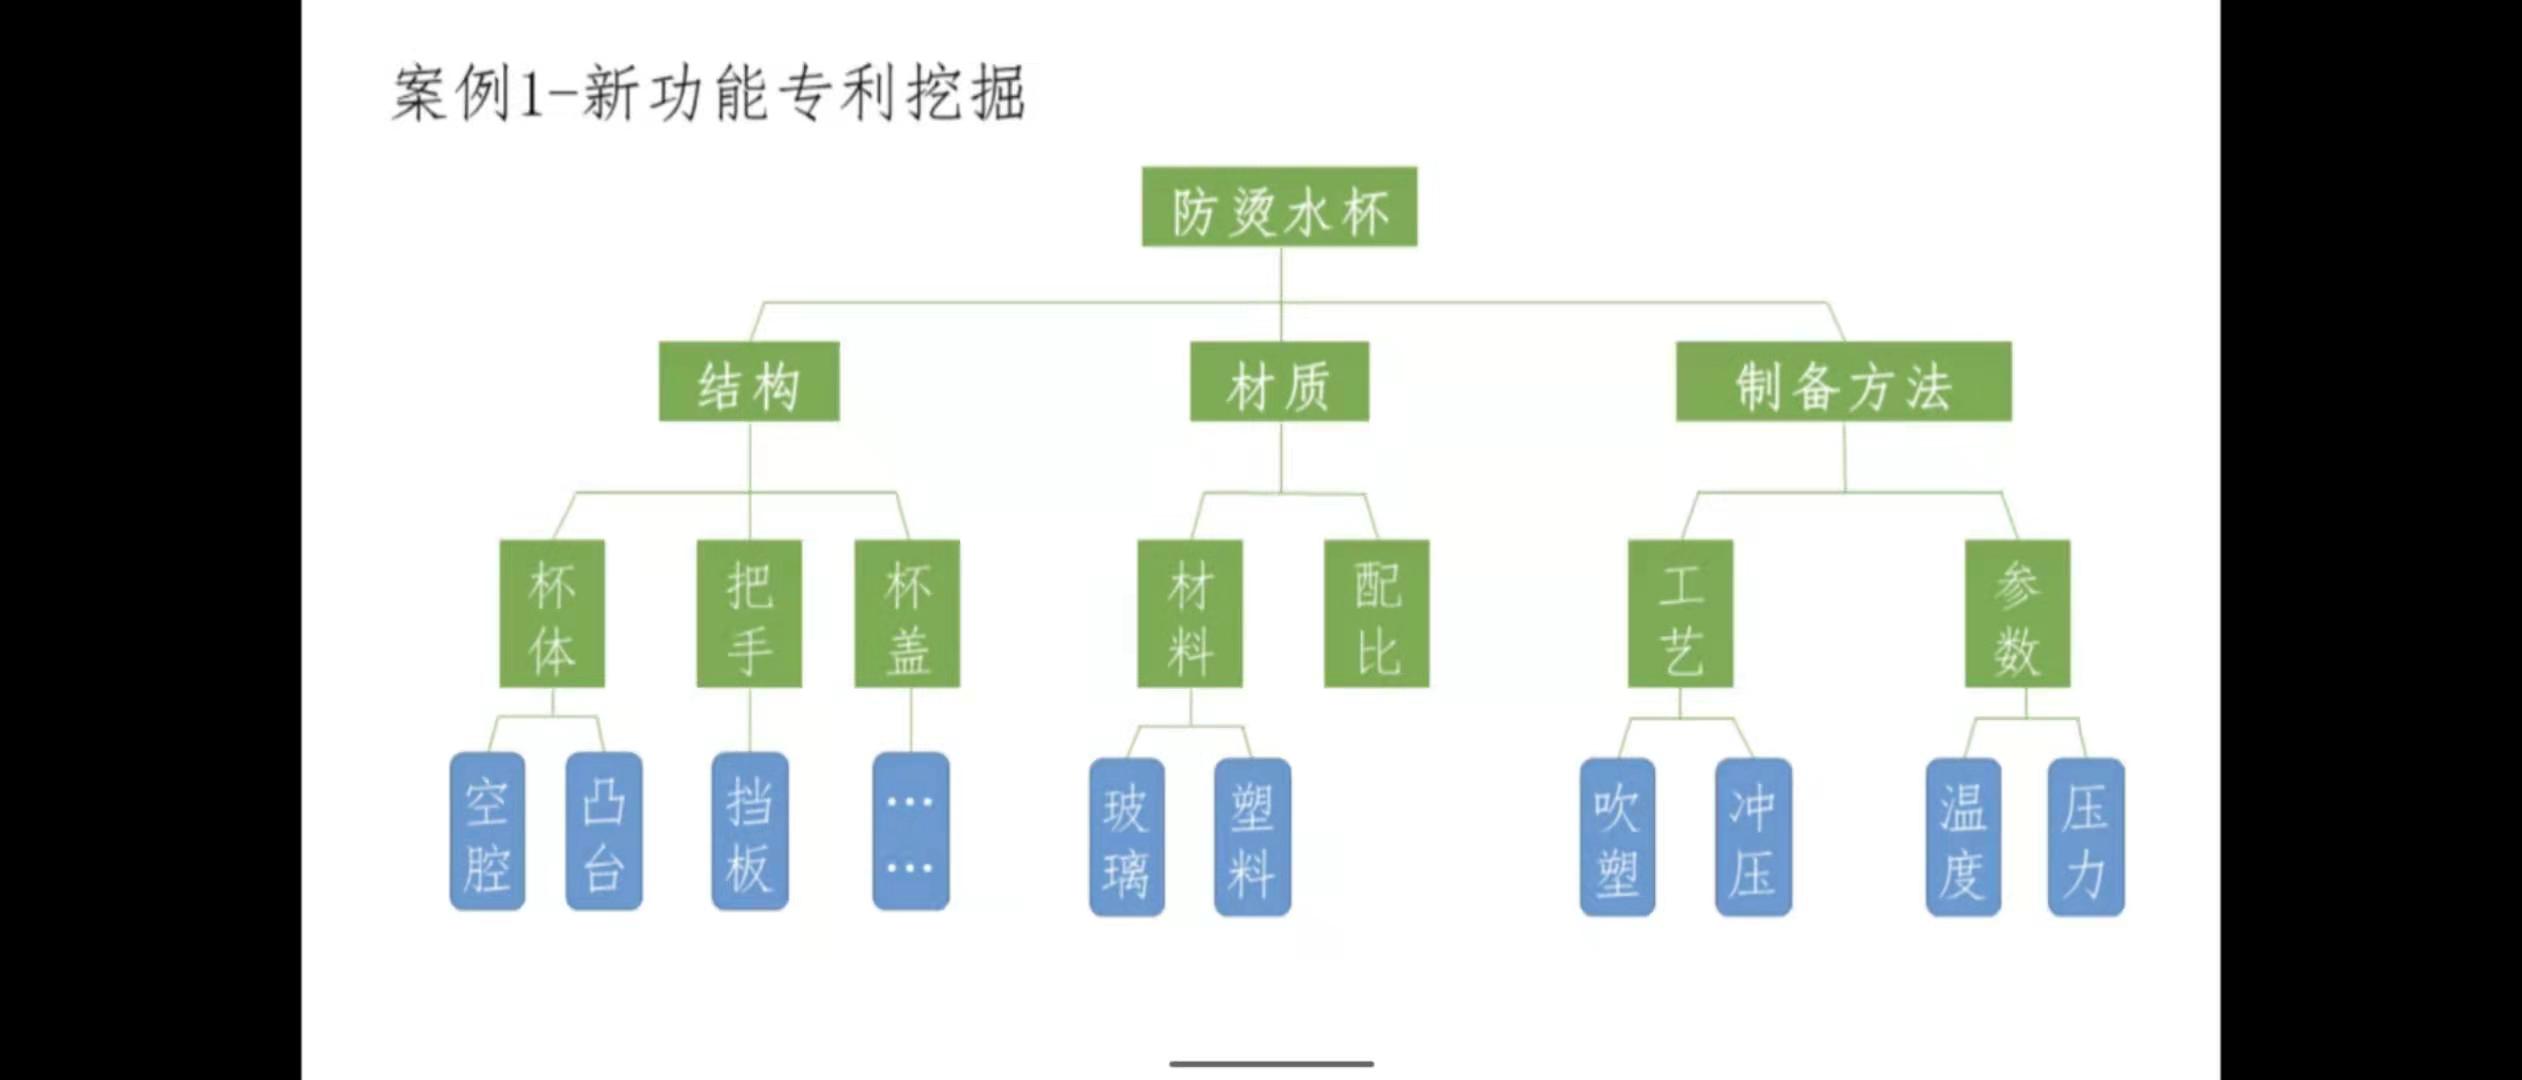 案例1-新功能专利挖掘
防烫水杯
结构 材质 制备方法
杯体 把手 杯盖 材料 配比 工艺 参数
空腔 凸台 挡板 …… 玻璃 塑料 吹塑 冲压 温度 压力